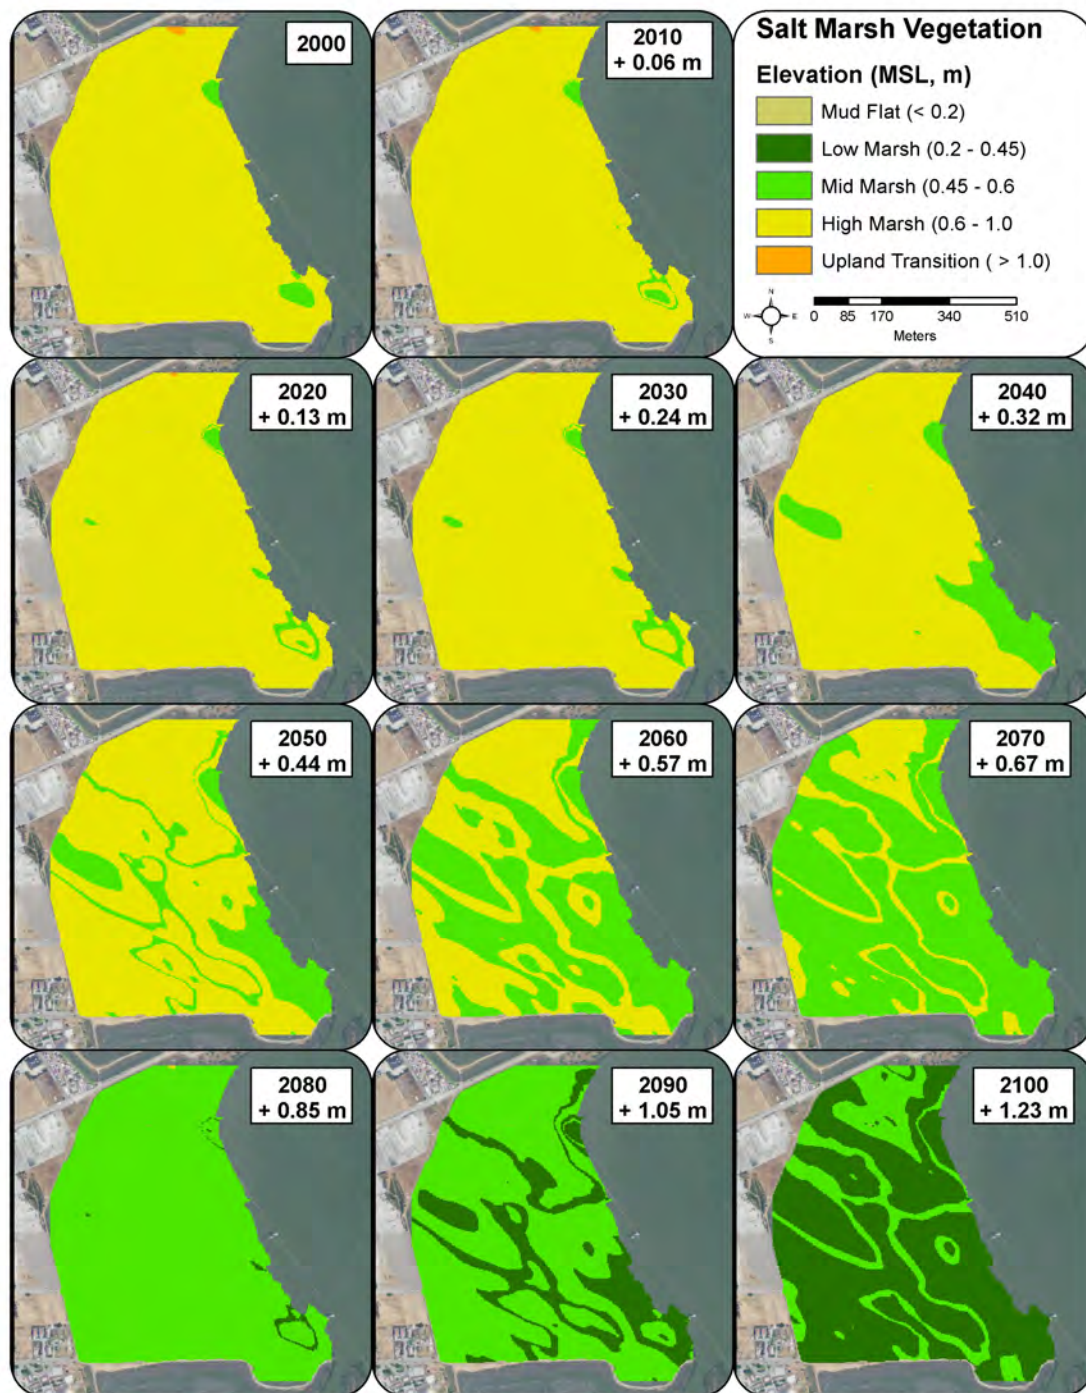 2000
2010
+ 0.06 m
Salt Marsh Vegetation
Elevation (MSL, m)
Mud Flat (< 0.2)
Low Marsh (0.2 - 0.45)
Mid Marsh (0.45 - 0.6
High Marsh (0.6 - 1.0
Upland Transition ( > 1.0)
N
W E
S
0 85 170 340 510
Meters
2020
+ 0.13 m
2030
+ 0.24 m
2040
+ 0.32 m
2050
+ 0.44 m
2060
+ 0.57 m
2070
+ 0.67 m
2080
+ 0.85 m
2090
+ 1.05 m
2100
+ 1.23 m